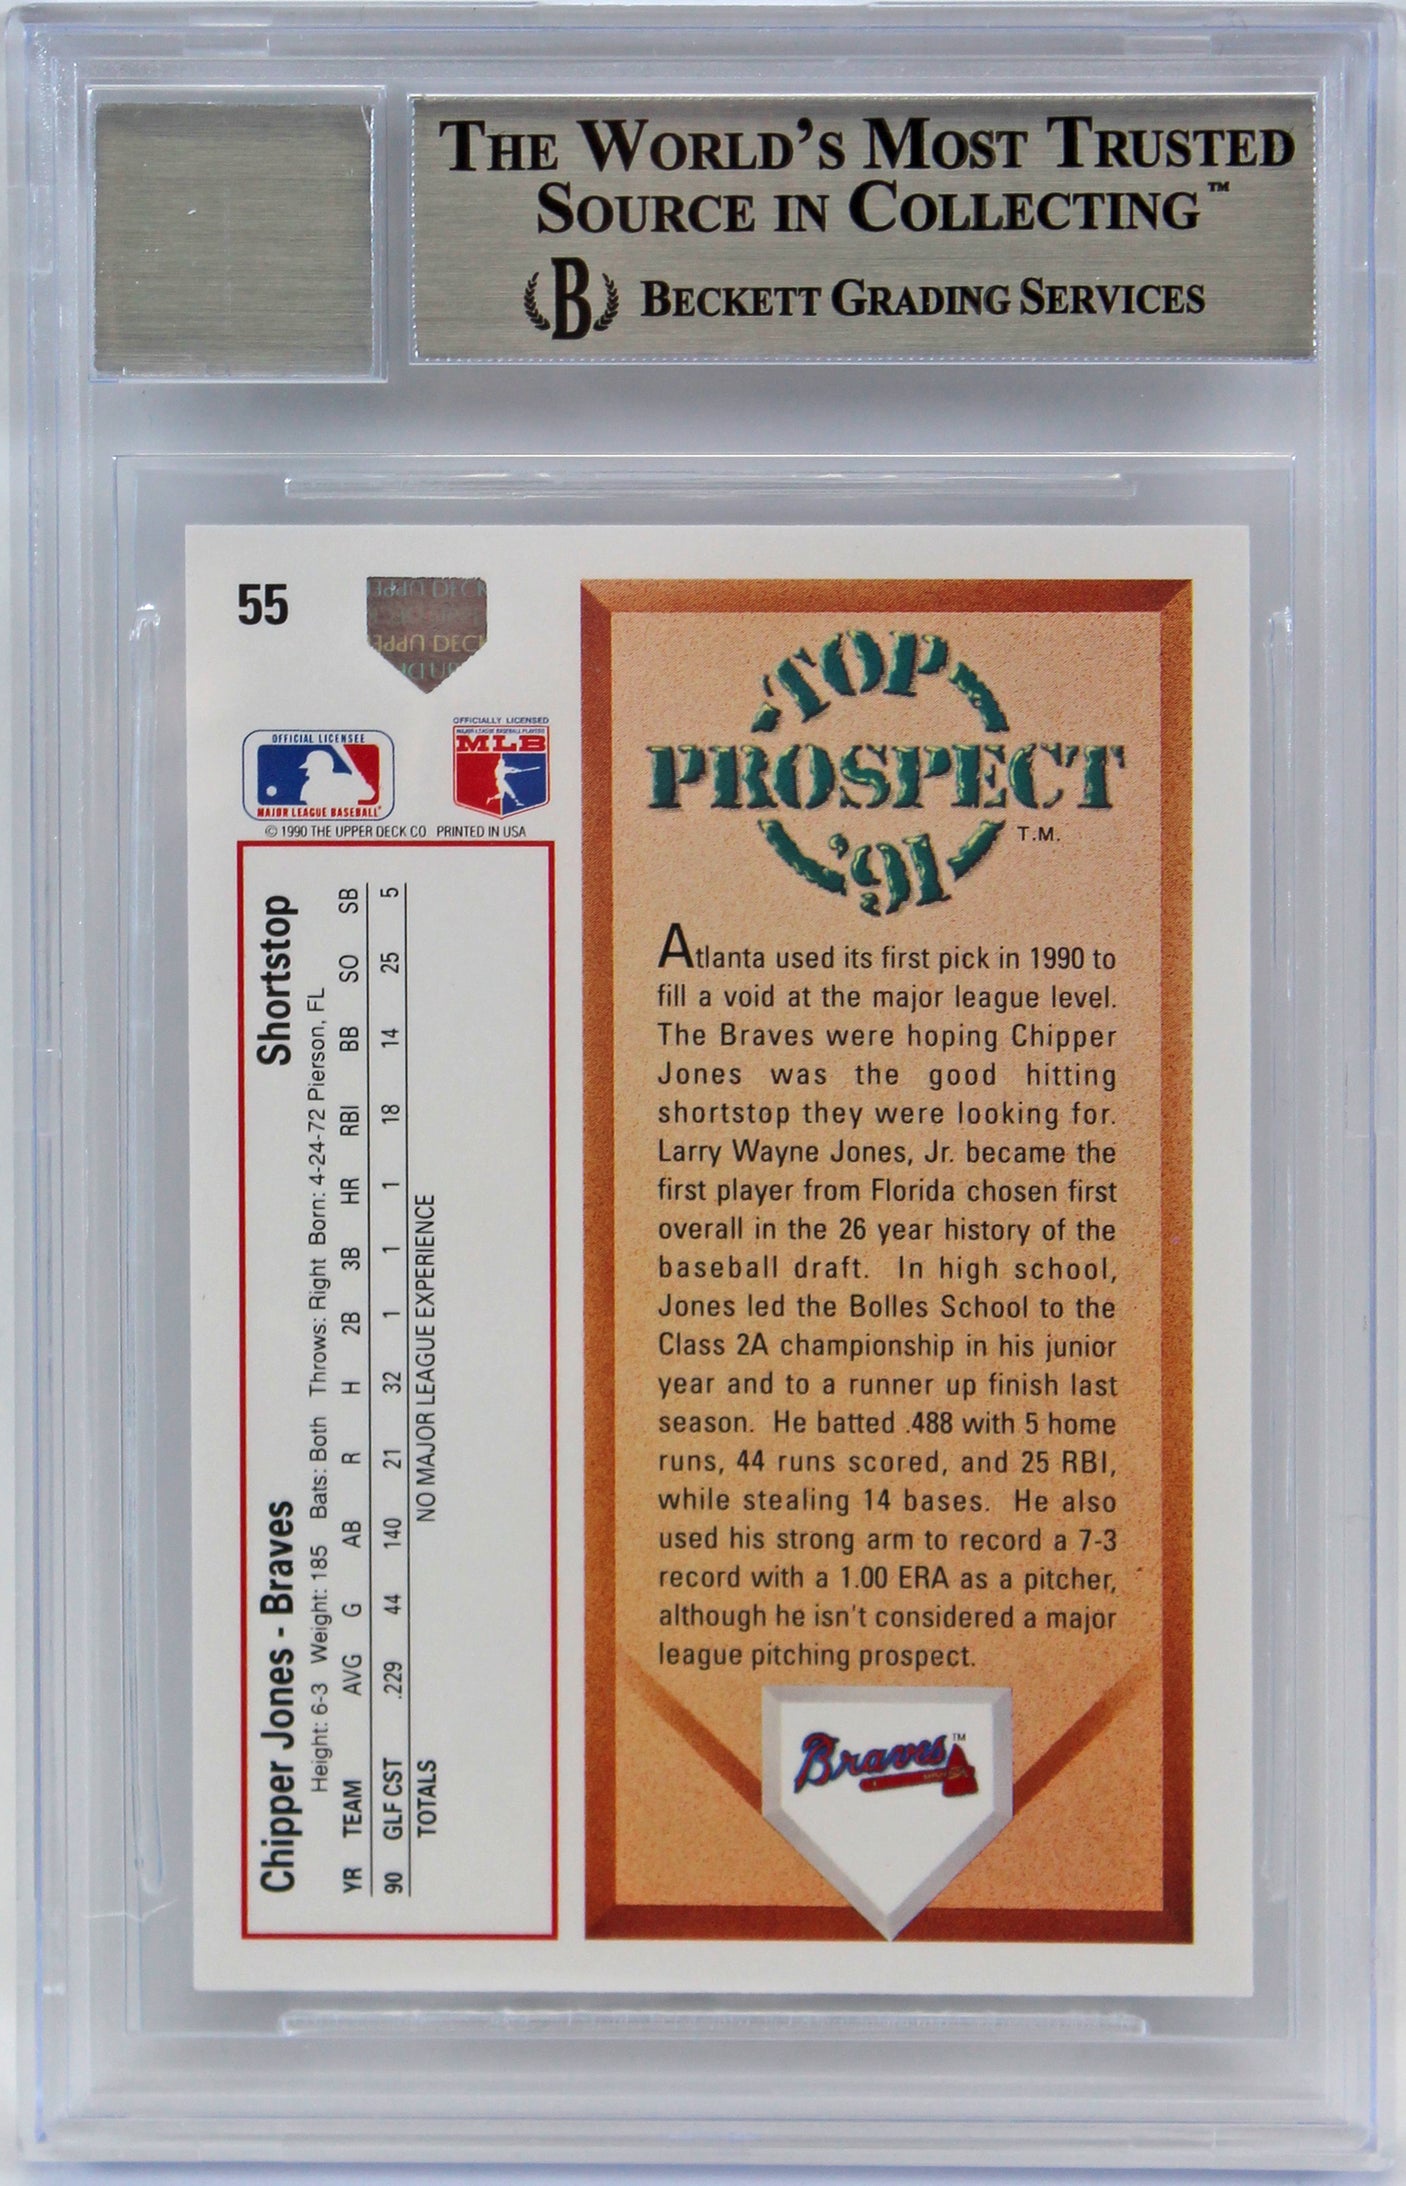 THE WORLD'S MOST TRUSTED
SOURCE IN COLLECTING™
B BECKETT GRADING SERVICES
55
UPPER DECK
UPPER DECK
OFFICIAL LICENSEE
MAJOR LEAGUE BASEBALL®
OFFICIALLY LICENSED
MAJOR LEAGUE BASEBALL PLAYERS
MLB
© 1990 THE UPPER DECK CO. PRINTED IN USA
Chipper Jones - Braves Shortstop
Height: 6-3 Weight: 185 Bats: Both Throws: Right Born: 4-24-72 Pierson, FL
YR TEAM AVG G AB R H 2B 3B HR RBI BB SO SB
90 GLF CST .229 44 140 21 32 1 1 1 18 14 25 5
TOTALS NO MAJOR LEAGUE EXPERIENCE
TOP
PROSPECT
'91 T.M.
Atlanta used its first pick in 1990 to
fill a void at the major league level.
The Braves were hoping Chipper
Jones was the good hitting
shortstop they were looking for.
Larry Wayne Jones, Jr. became the
first player from Florida chosen first
overall in the 26 year history of the
baseball draft. In high school,
Jones led the Bolles School to the
Class 2A championship in his junior
year and to a runner up finish last
season. He batted .488 with 5 home
runs, 44 runs scored, and 25 RBI,
while stealing 14 bases. He also
used his strong arm to record a 7-3
record with a 1.00 ERA as a pitcher,
although he isn't considered a major
league pitching prospect.
Braves™